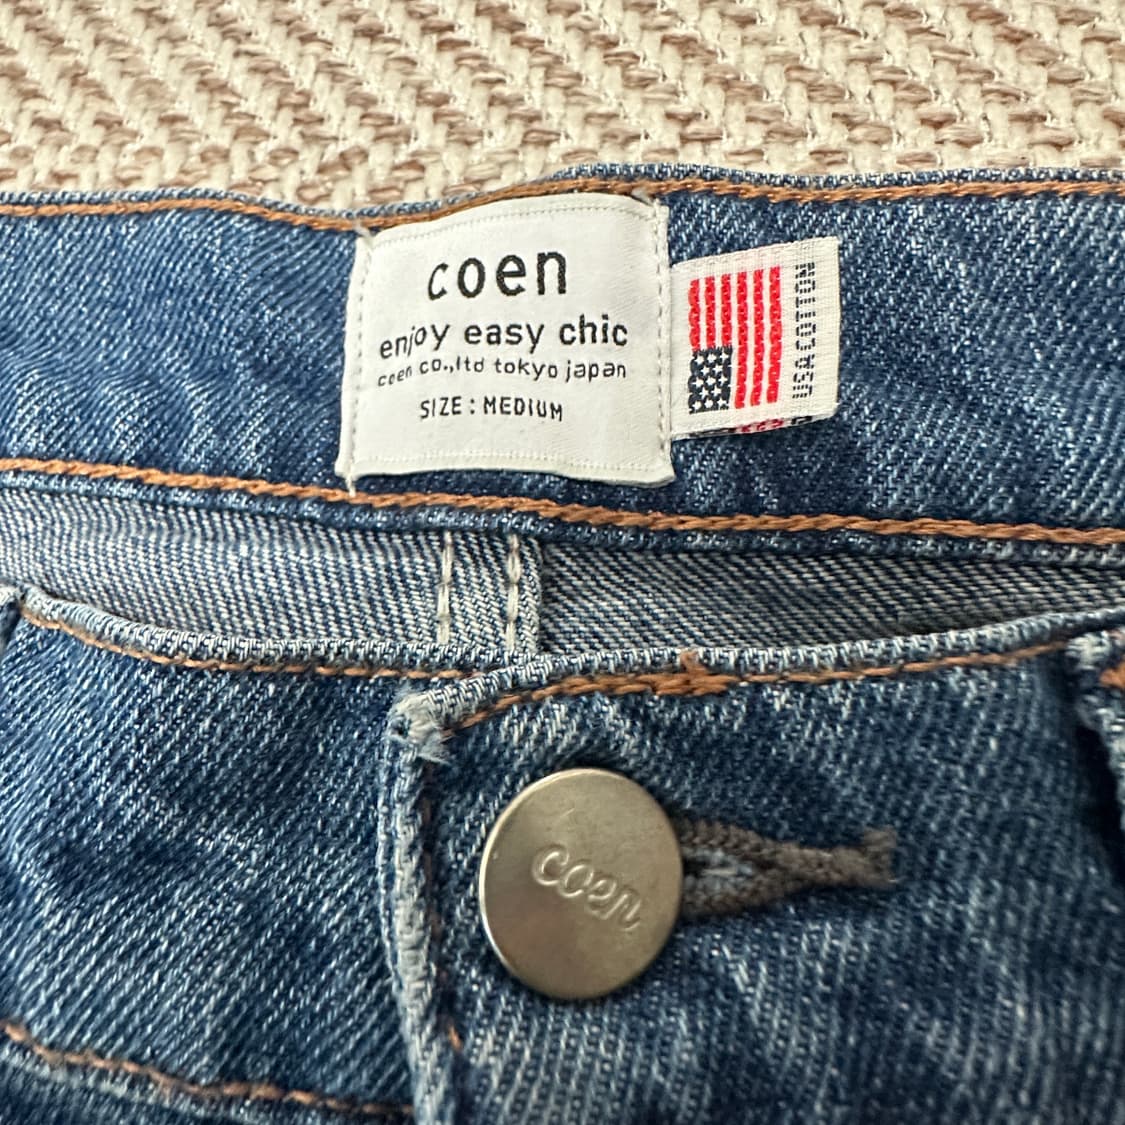 coen
enjoy easy chic
coen co.,ltd tokyo japan
SIZE : MEDIUM
USA COTTON
coen